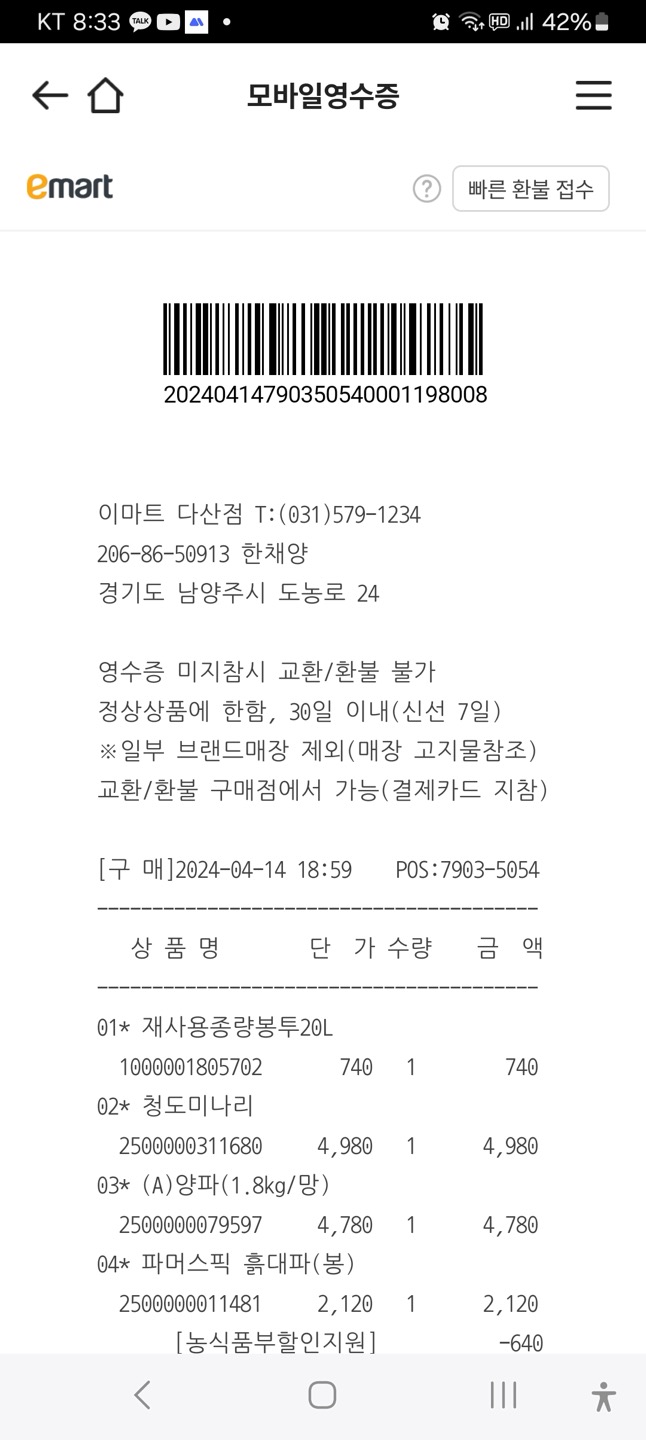 KT 8:33 TALK HD 42%
모바일영수증
emart ? 빠른 환불 접수
20240414790350540001198008
이마트 다산점 T:(031)579-1234
206-86-50913 한채양
경기도 남양주시 도농로 24
영수증 미지참시 교환/환불 불가
정상상품에 한함, 30일 이내(신선 7일)
※일부 브랜드매장 제외(매장 고지물참조)
교환/환불 구매점에서 가능(결제카드 지참)
[구 매]2024-04-14 18:59 POS:7903-5054
----------------------------------------
상 품 명 단 가 수량 금 액
----------------------------------------
01* 재사용종량봉투20L
1000001805702 740 1 740
02* 청도미나리
2500000311680 4,980 1 4,980
03* (A)양파(1.8kg/망)
2500000079597 4,780 1 4,780
04* 파머스픽 흙대파(봉)
2500000011481 2,120 1 2,120
[농식품부할인지원] -640